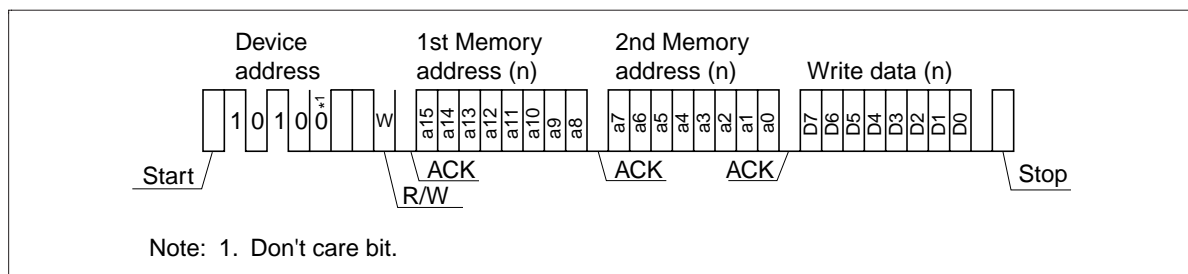 Device address
1st Memory address (n)
2nd Memory address (n)
Write data (n)
1 0 1 0 0 *1 W a15 a14 a13 a12 a11 a10 a9 a8 a7 a6 a5 a4 a3 a2 a1 a0 D7 D6 D5 D4 D3 D2 D1 D0
Start R/W ACK ACK ACK Stop
Note: 1. Don't care bit.